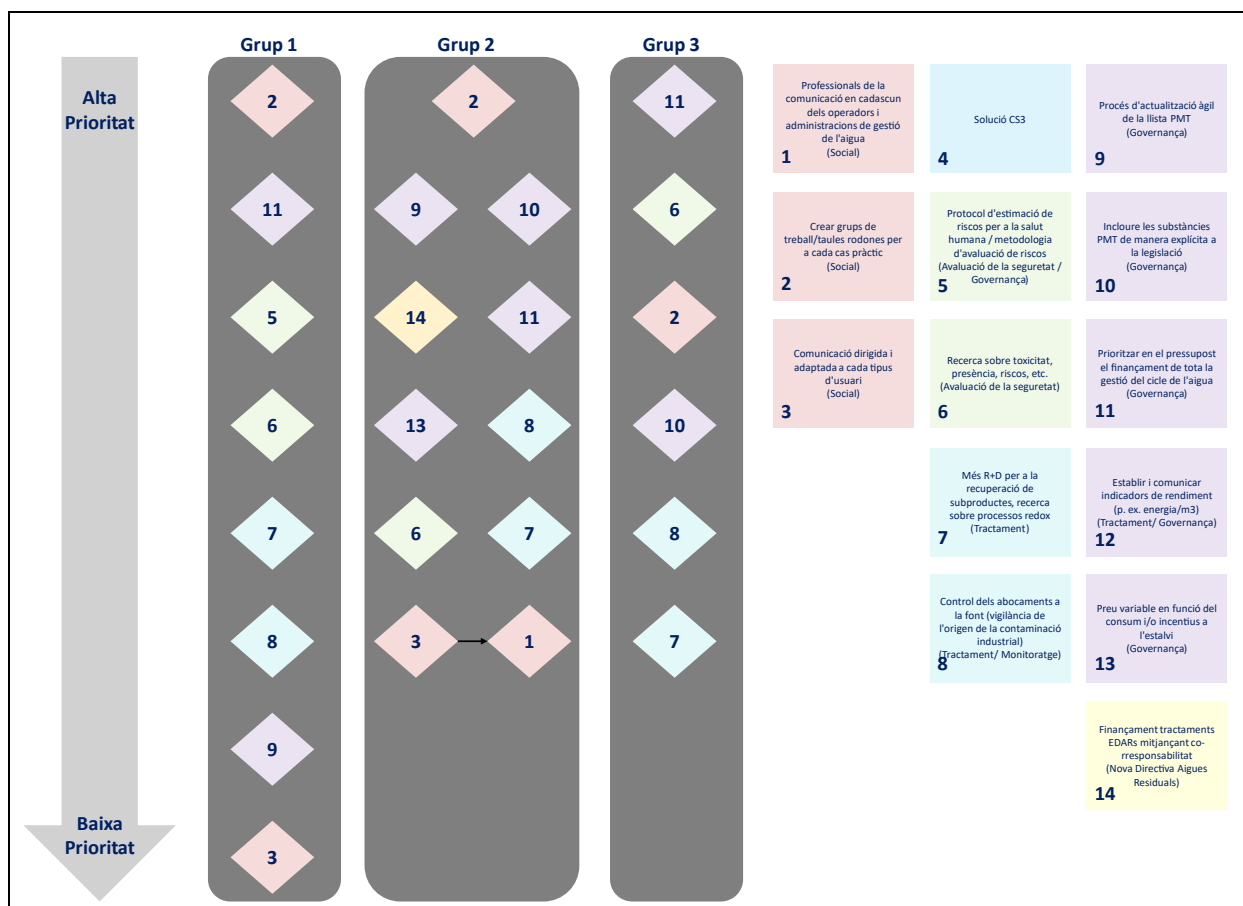 Grup 1
Grup 2
Grup 3
Alta
Prioritat
2
2
11
11
9
10
6
5
14
11
2
6
13
8
10
7
6
7
8
8
3
1
7
9
Baixa
Prioritat
3
Professionals de la
comunicació en cadascun
dels operadors i
administracions de gestió
de l'aigua
(Social)
1
Solució CS3
4
Procés d'actualització àgil
de la llista PMT
(Governança)
9
Crear grups de
treball/taules rodones per
a cada cas pràctic
(Social)
2
Protocol d'estimació de
riscos per a la salut
humana / metodologia
d'avaluació de riscos
(Avaluació de la seguretat /
Governança)
5
Incloure les substàncies
PMT de manera explícita a
la legislació
(Governança)
10
Comunicació dirigida i
adaptada a cada tipus
d'usuari
(Social)
3
Recerca sobre toxicitat,
presència, riscos, etc.
(Avaluació de la seguretat)
6
Prioritzar en el pressupost
el finançament de tota la
gestió del cicle de l'aigua
(Governança)
11
Més R+D per a la
recuperació de
subproductes, recerca
sobre processos redox
(Tractament)
7
Establir i comunicar
indicadors de rendiment
(p. ex. energia/m3)
(Tractament/ Governança)
12
Control dels abocaments a
la font (vigilància de
l'origen de la contaminació
industrial)
(Tractament/ Monitoratge)
8
Preu variable en funció del
consum i/o incentius a
l'estalvi
(Governança)
13
Finançament tractaments
EDARs mitjançant co-
rresponsabilitat
(Nova Directiva Aigues
Residuals)
14